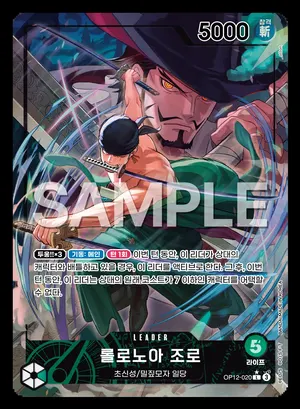 참격
5000 斬
SAMPLE
두웅!!×3 기동: 메인 턴 1회 이번 턴 동안, 이 리더가 상대의
캐릭터와 배틀하고 있을 경우, 이 리더를 액티브로 한다. 그 후, 이번
턴 동안, 이 리더는 상대의 원래 코스트가 7 이하의 캐릭터를 어택할
수 없다.
LEADER
롤로노아 조로
초신성/밀짚모자 일당
5
라이프
OP12-020 L 3